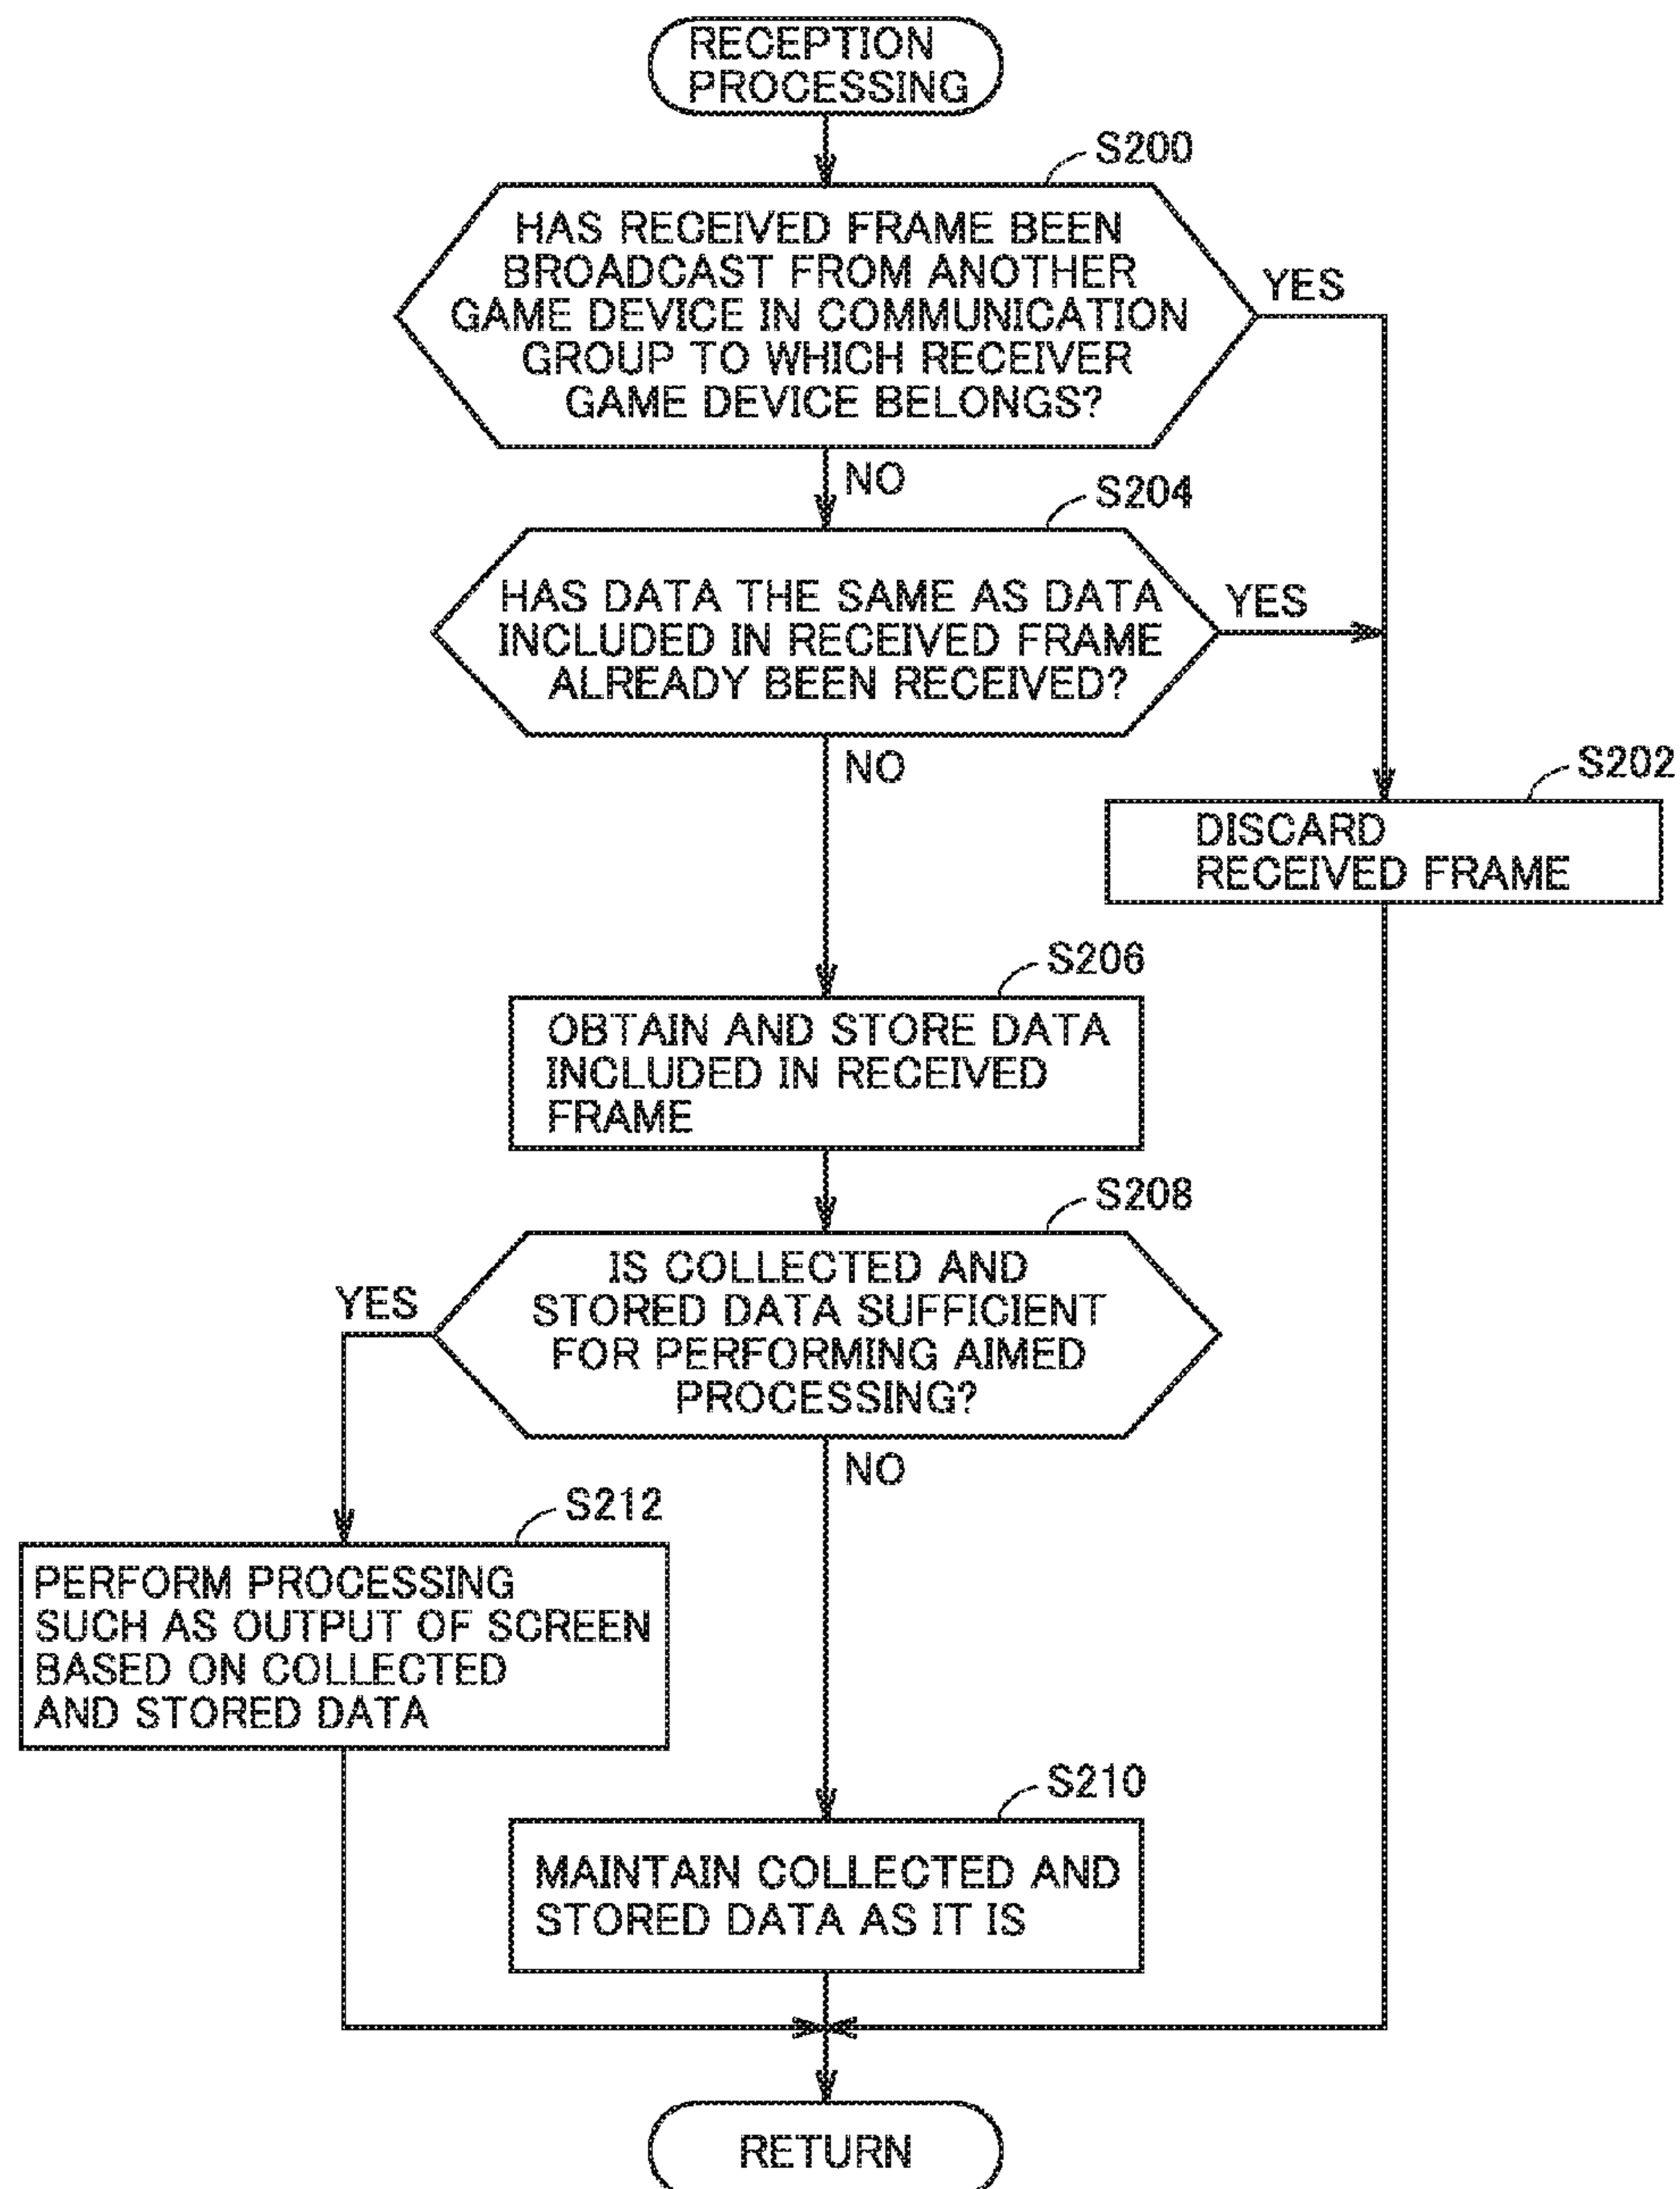 RECEPTION
PROCESSING
S200
HAS RECEIVED FRAME BEEN
BROADCAST FROM ANOTHER
GAME DEVICE IN COMMUNICATION
GROUP TO WHICH RECEIVER
GAME DEVICE BELONGS?
YES
NO
S204
HAS DATA THE SAME AS DATA
INCLUDED IN RECEIVED FRAME
ALREADY BEEN RECEIVED?
YES
NO
S202
DISCARD
RECEIVED FRAME
S206
OBTAIN AND STORE DATA
INCLUDED IN RECEIVED
FRAME
S208
IS COLLECTED AND
STORED DATA SUFFICIENT
FOR PERFORMING AIMED
PROCESSING?
YES
NO
S212
PERFORM PROCESSING
SUCH AS OUTPUT OF SCREEN
BASED ON COLLECTED
AND STORED DATA
S210
MAINTAIN COLLECTED AND
STORED DATA AS IT IS
RETURN